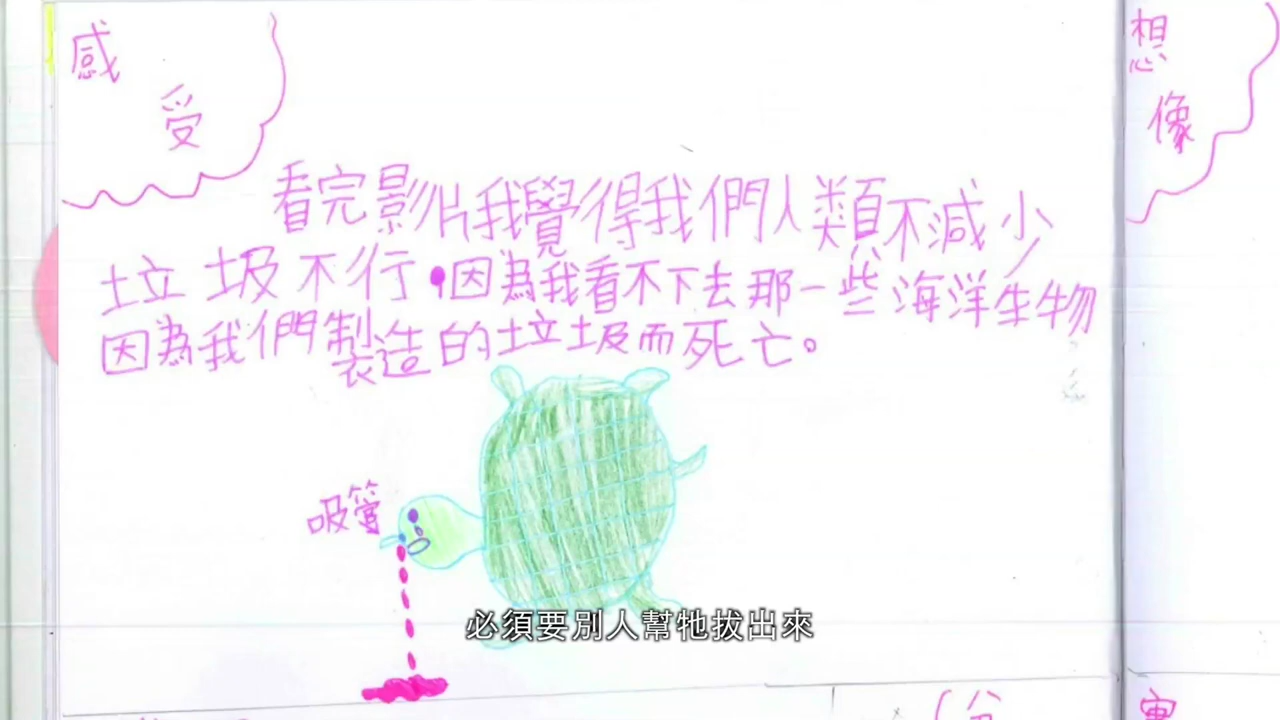 感受
看完影片我覺得我們人類不減少
垃圾不行.因為我看不下去那一些海洋生物
因為我們製造的垃圾而死亡。
吸管
必須要別人幫牠拔出來
想像